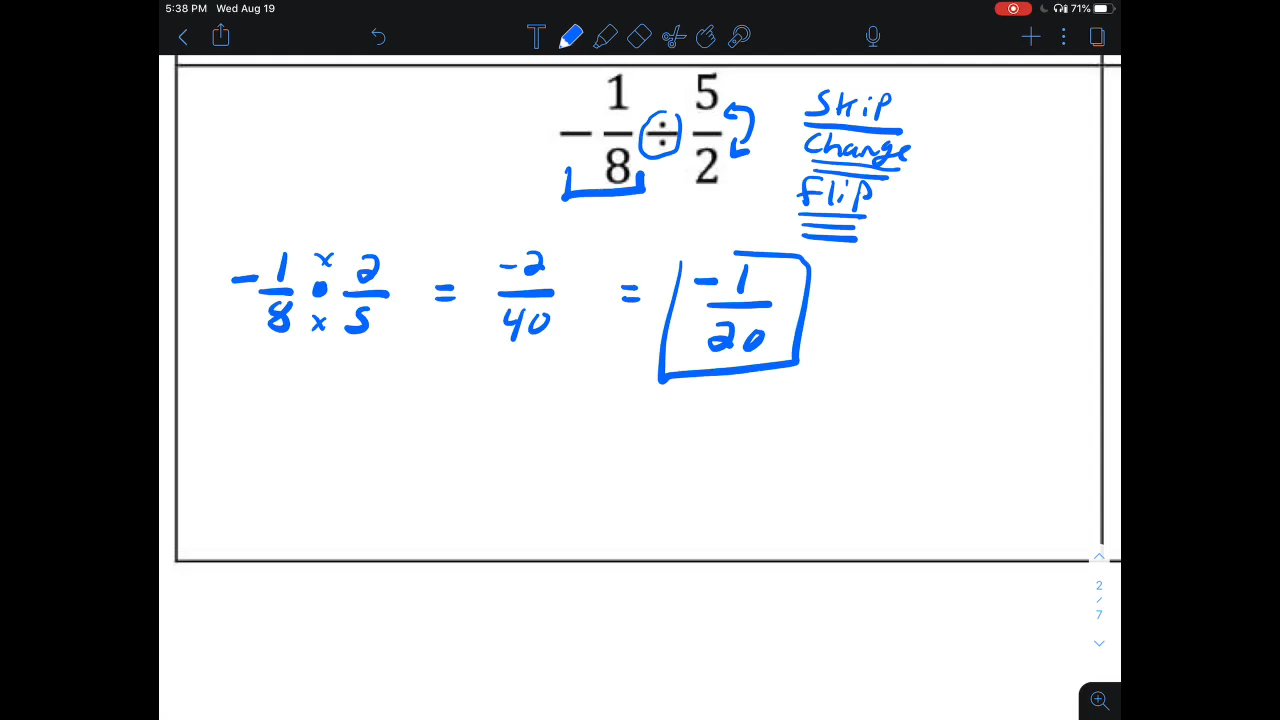 5:38 PM Wed Aug 19
71%
T
− 1/8 ÷ 5/2
Skip
Change
Flip
− 1/8 • 2/5 = −2/40 = −1/20
x
x
2
/
7